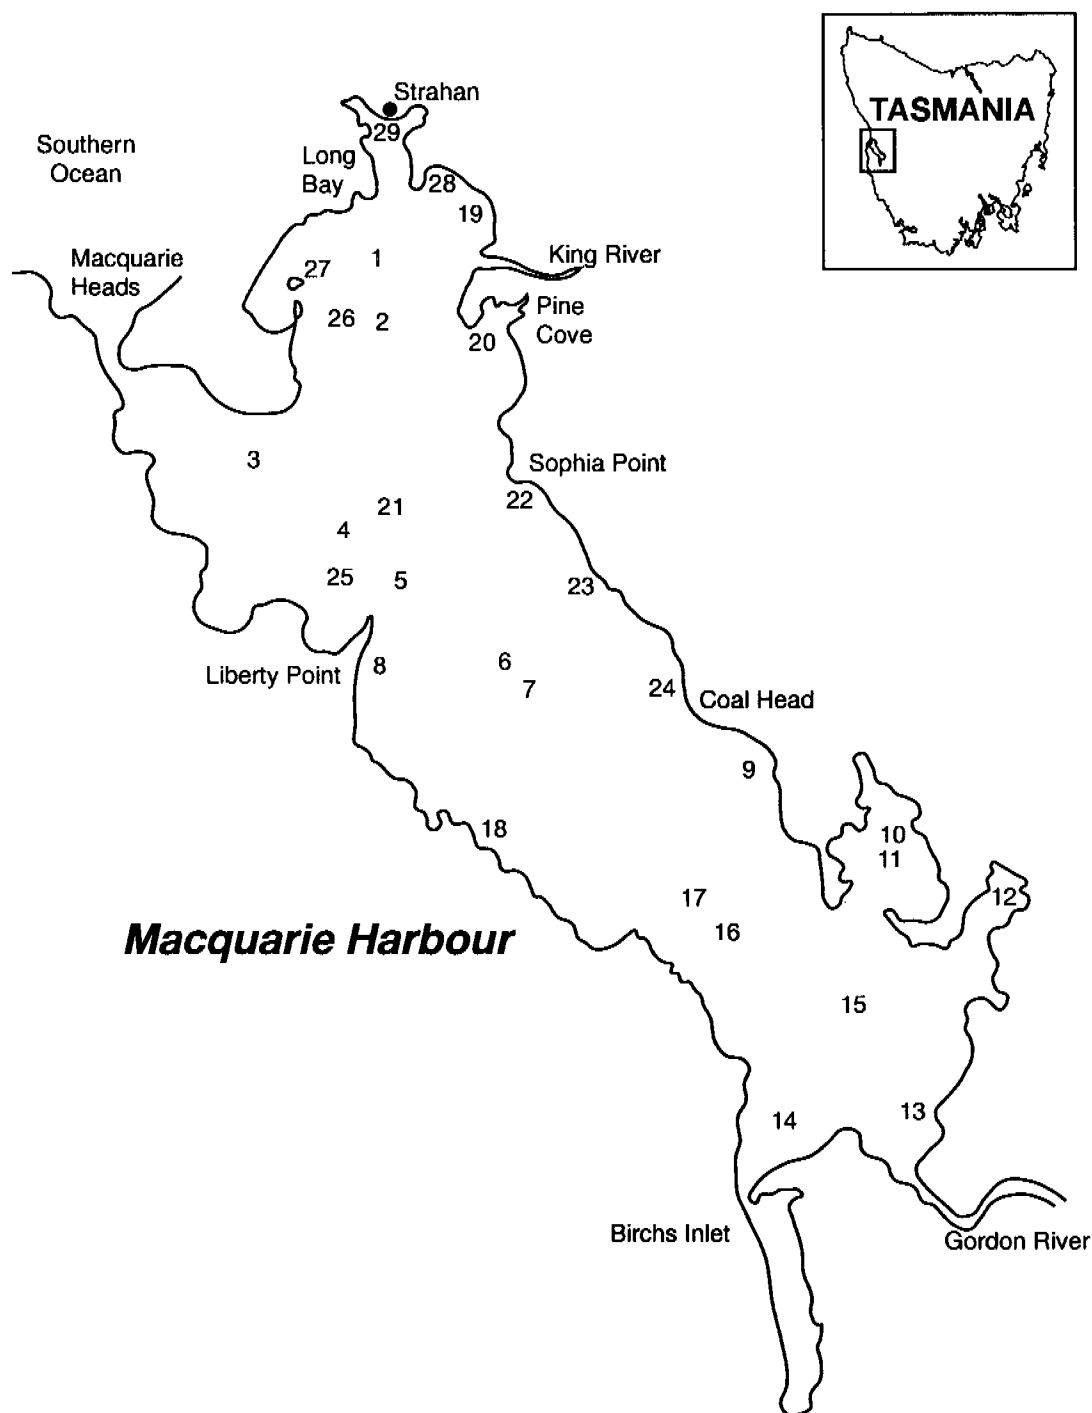 Strahan
TASMANIA
29
Southern
Ocean
Long
Bay
28
19
Macquarie
Heads
27
1
King River
26
2
Pine
Cove
20
3
Sophia Point
22
21
4
25
5
23
Liberty Point
8
6
7
24
Coal Head
9
18
10
11
17
12
16
Macquarie Harbour
15
14
13
Birchs Inlet
Gordon River